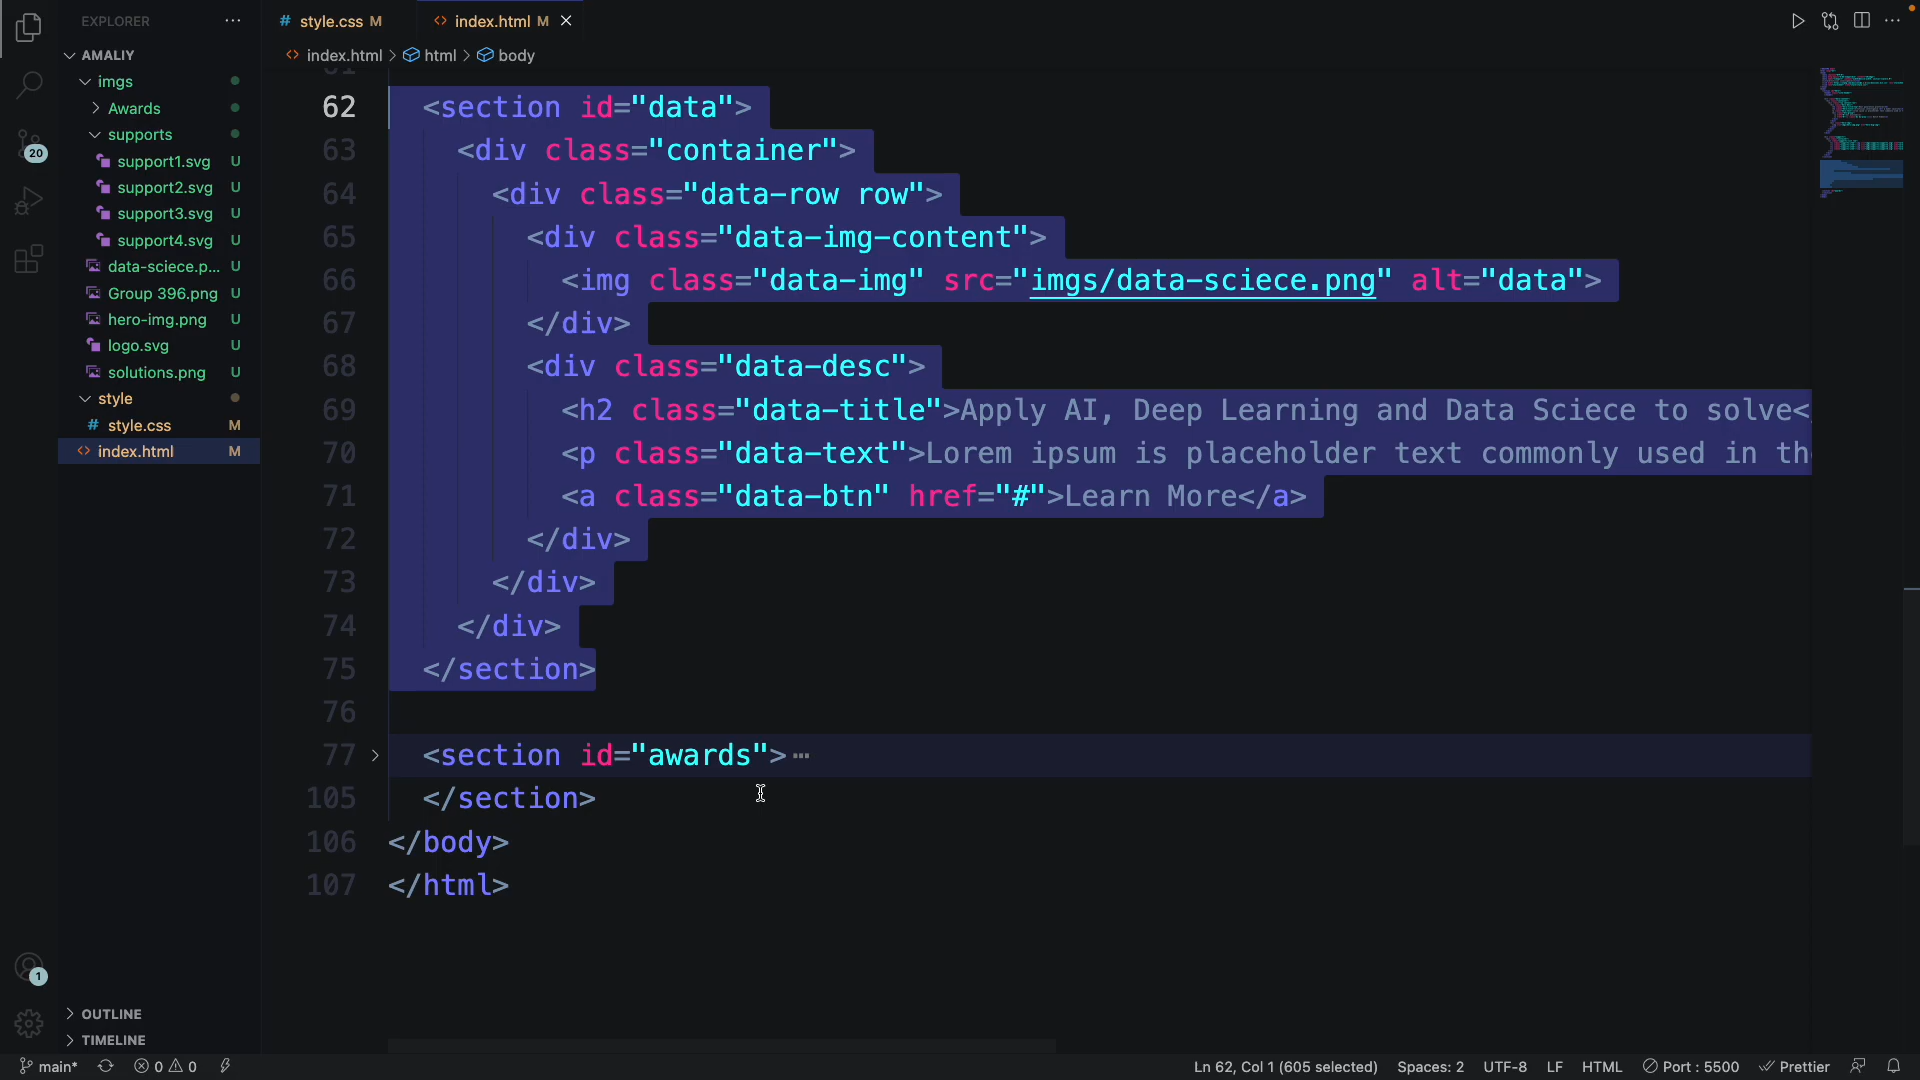 EXPLORER
AMALIY
imgs
Awards
supports
support1.svg U
support2.svg U
support3.svg U
support4.svg U
data-sciece.p... U
Group 396.png U
hero-img.png U
logo.svg U
solutions.png U
style
# style.css M
<> index.html M
OUTLINE
TIMELINE
20
1
# style.css M
<> index.html M
<> index.html > html > body
62 <section id="data">
63 <div class="container">
64 <div class="data-row row">
65 <div class="data-img-content">
66 <img class="data-img" src="imgs/data-sciece.png" alt="data">
67 </div>
68 <div class="data-desc">
69 <h2 class="data-title">Apply AI, Deep Learning and Data Sciece to solve<
70 <p class="data-text">Lorem ipsum is placeholder text commonly used in th
71 <a class="data-btn" href="#">Learn More</a>
72 </div>
73 </div>
74 </div>
75 </section>
76
77 <section id="awards">
105 </section>
106 </body>
107 </html>
main* 0 0 Ln 62, Col 1 (605 selected) Spaces: 2 UTF-8 LF HTML Port : 5500 Prettier